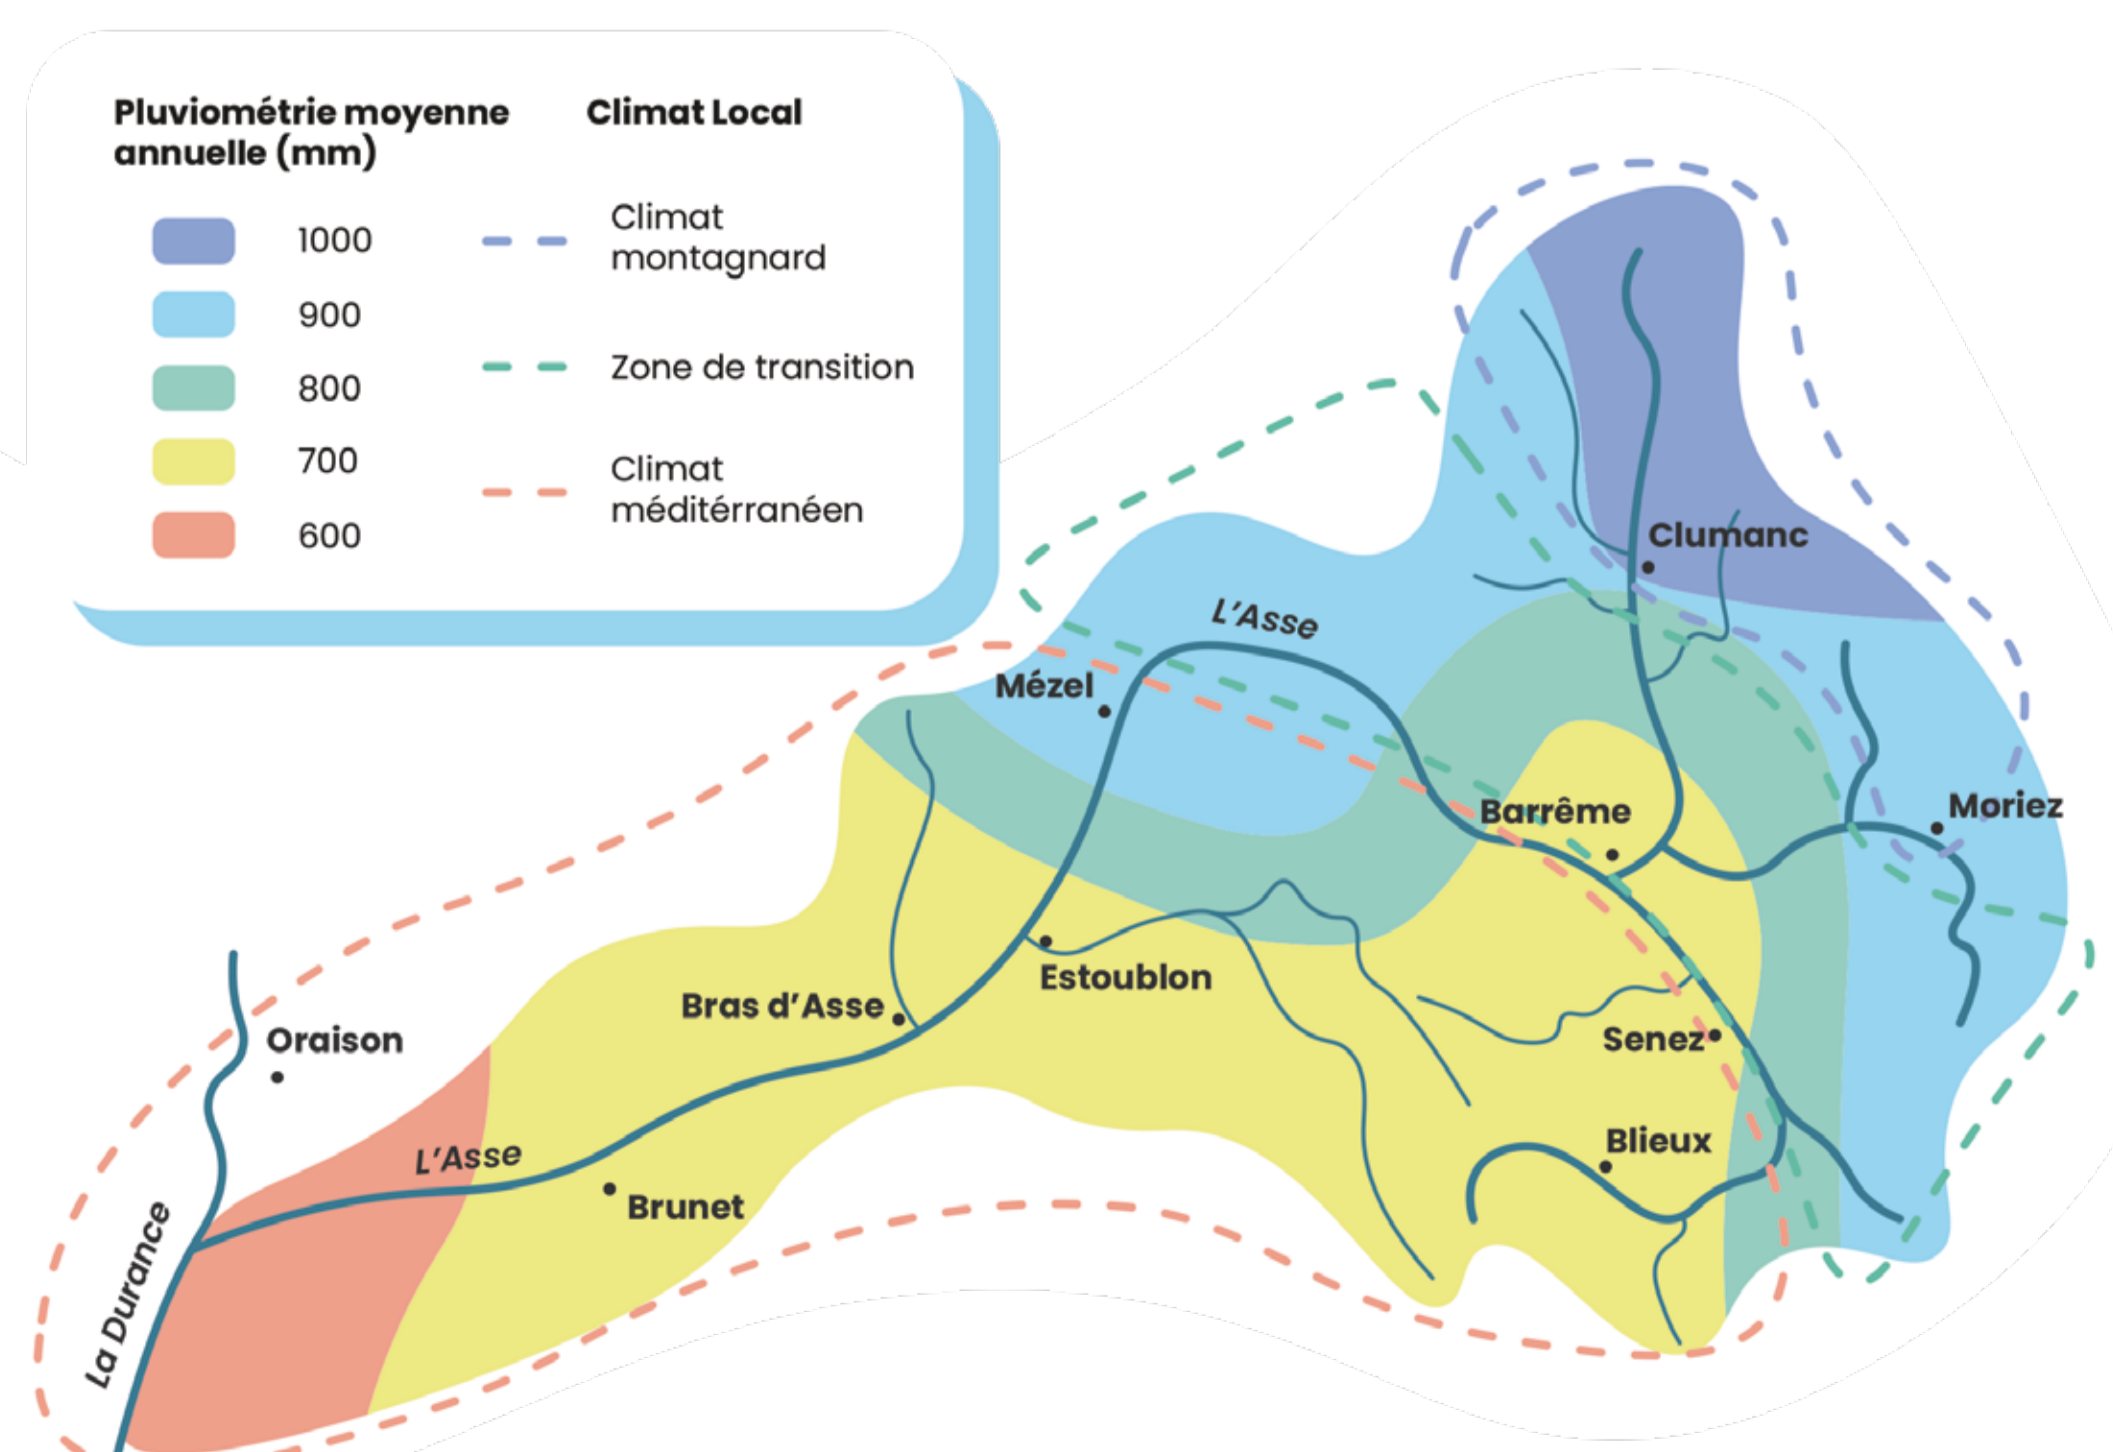 Pluviométrie moyenne
annuelle (mm)
1000
900
800
700
600
Climat Local
Climat
montagnard
Zone de transition
Climat
méditérranéen
Clumanc
L'Asse
Mézel
Barrême
Moriez
Estoublon
Bras d'Asse
Oraison
Senez
Blieux
L'Asse
Brunet
La Durance